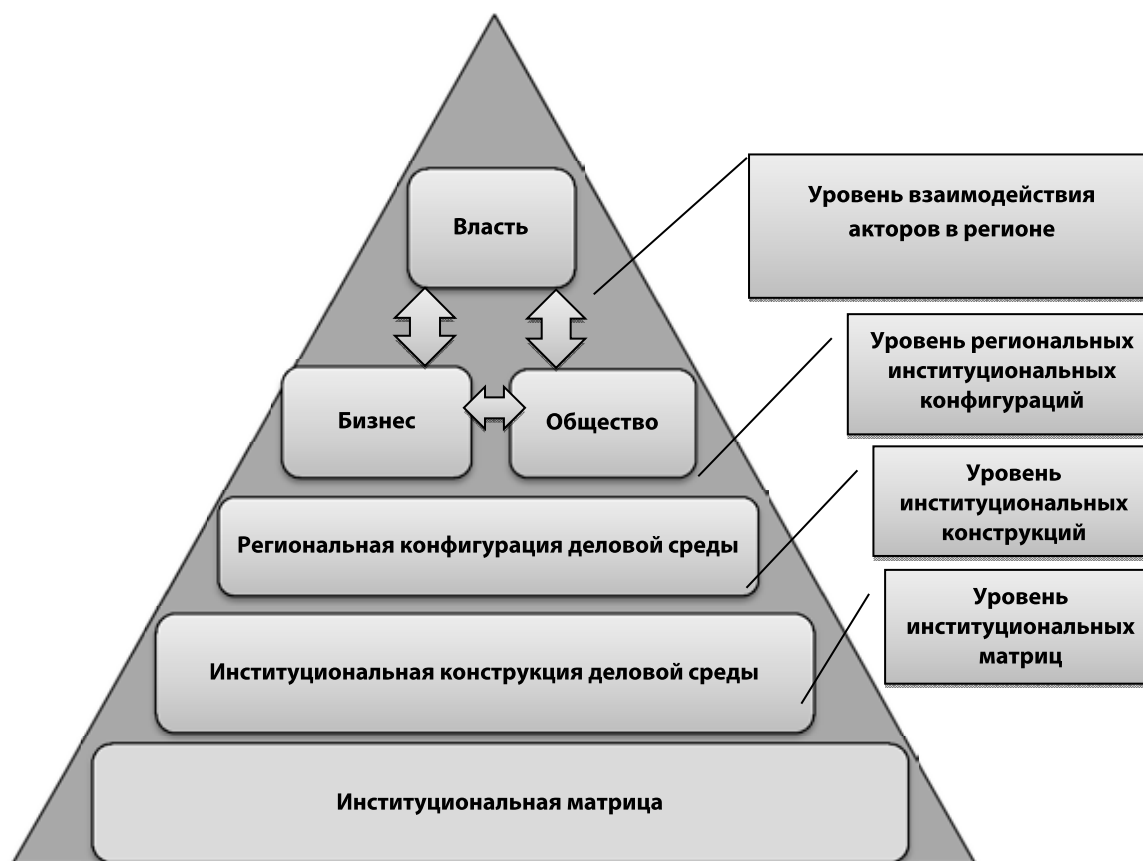 Власть
Уровень взаимодействия
акторов в регионе
Уровень региональных
институциональных
конфигураций
Бизнес
Общество
Уровень
институциональных
конструкций
Региональная конфигурация деловой среды
Уровень
институциональных
матриц
Институциональная конструкция деловой среды
Институциональная матрица